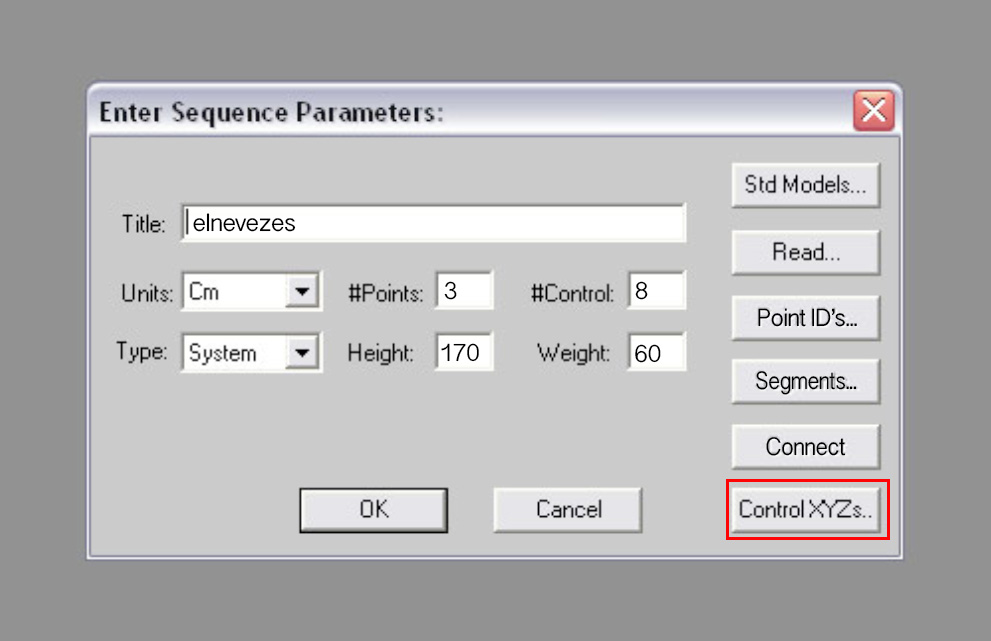 Enter Sequence Parameters:
Std Models...
Title: elnevezes
Read...
Units: Cm #Points: 3 #Control: 8
Point ID's...
Type: System Height: 170 Weight: 60
Segments...
Connect
OK Cancel Control XYZs..